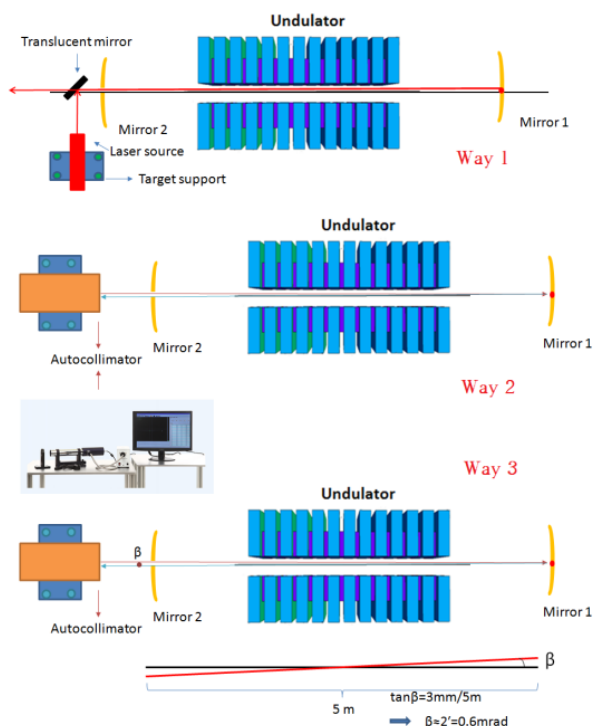 Undulator
Translucent mirror
Mirror 2
Mirror 1
Laser source
Way 1
Target support
Undulator
Mirror 2
Mirror 1
Autocollimator
Way 2
Way 3
Undulator
β
Mirror 2
Mirror 1
Autocollimator
β
5 m
tanβ=3mm/5m
β≈2′=0.6mrad